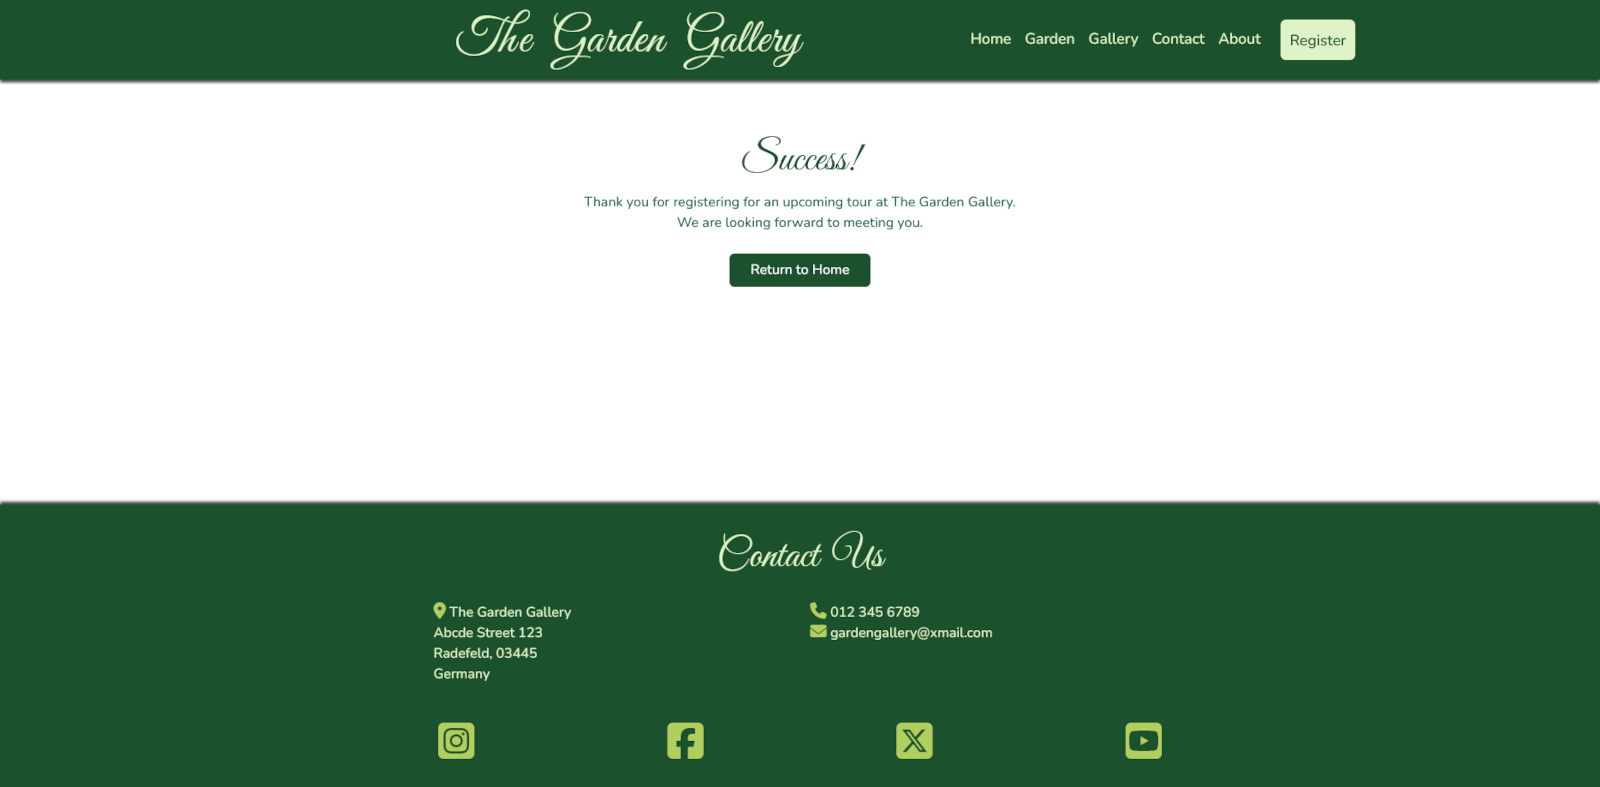 The Garden Gallery
Home Garden Gallery Contact About Register
Success!
Thank you for registering for an upcoming tour at The Garden Gallery.
We are looking forward to meeting you.
Return to Home
Contact Us
The Garden Gallery
Abcde Street 123
Radefeld, 03445
Germany
012 345 6789
gardengallery@xmail.com